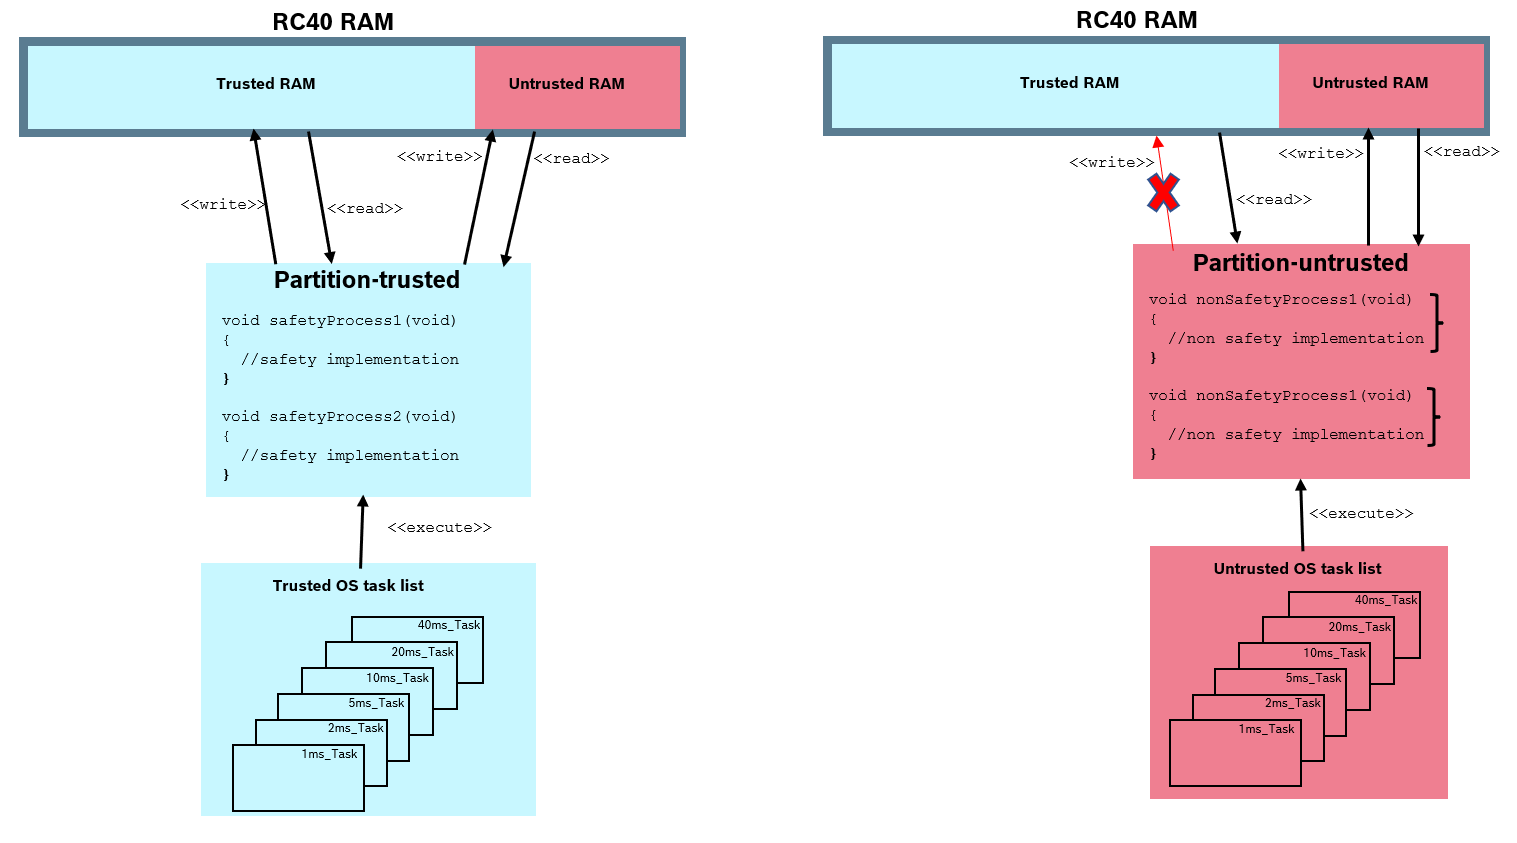 RC40 RAM
Trusted RAM
Untrusted RAM
<<write>>
<<read>>
<<write>>
<<read>>
Partition-trusted
void safetyProcess1(void)
{
//safety implementation
}
void safetyProcess2(void)
{
//safety implementation
}
<<execute>>
Trusted OS task list
40ms_Task
20ms_Task
10ms_Task
5ms_Task
2ms_Task
1ms_Task
RC40 RAM
Trusted RAM
Untrusted RAM
<<write>>
<<read>>
<<write>>
<<read>>
Partition-untrusted
void nonSafetyProcess1(void)
{
//non safety implementation
}
void nonSafetyProcess1(void)
{
//non safety implementation
}
<<execute>>
Untrusted OS task list
40ms_Task
20ms_Task
10ms_Task
5ms_Task
2ms_Task
1ms_Task